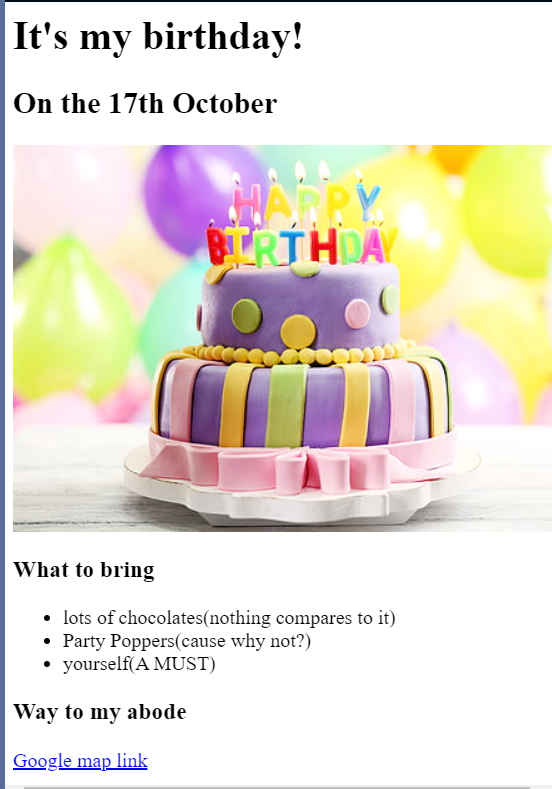 It's my birthday!
On the 17th October
HAPPY
BIRTHDAY
What to bring
lots of chocolates(nothing compares to it)
Party Poppers(cause why not?)
yourself(A MUST)
Way to my abode
Google map link